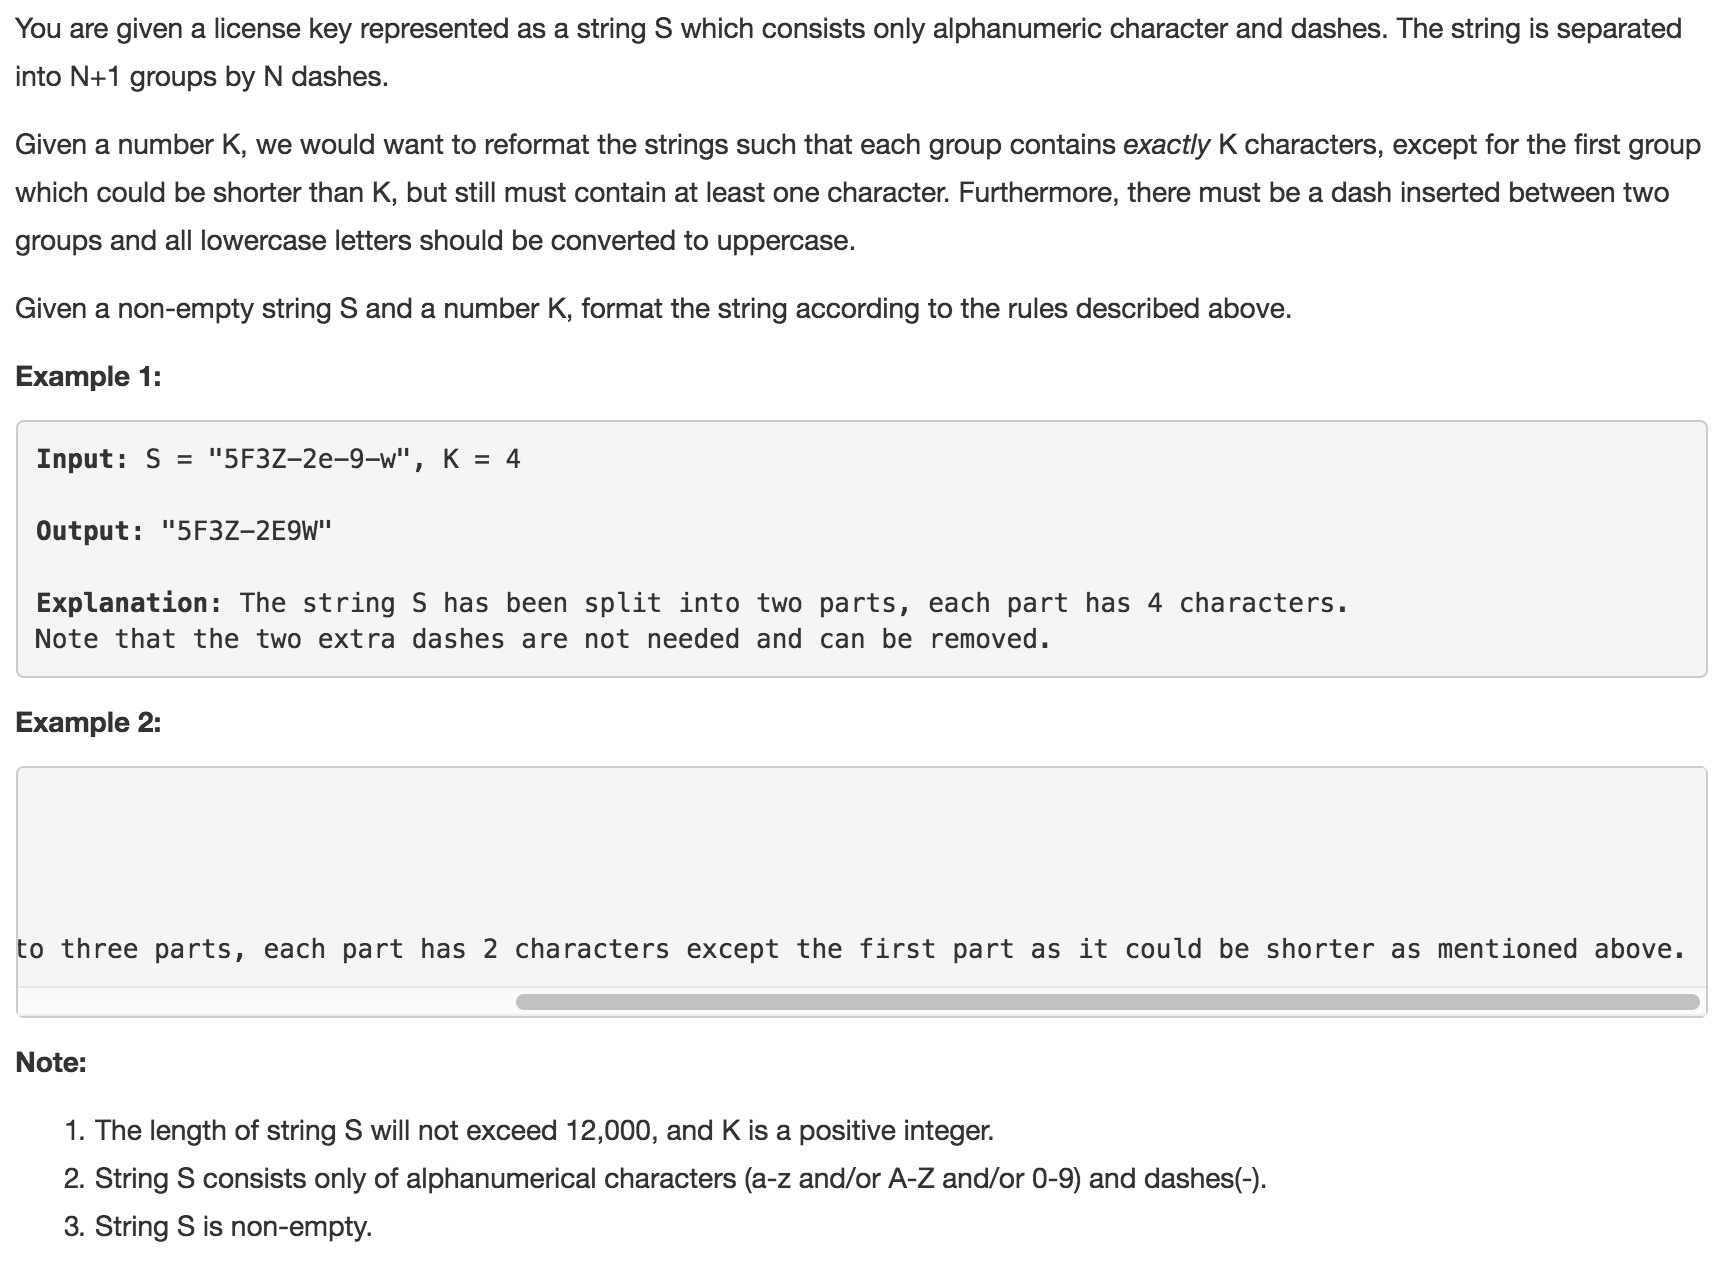 You are given a license key represented as a string S which consists only alphanumeric character and dashes. The string is separated
into N+1 groups by N dashes.
Given a number K, we would want to reformat the strings such that each group contains exactly K characters, except for the first group
which could be shorter than K, but still must contain at least one character. Furthermore, there must be a dash inserted between two
groups and all lowercase letters should be converted to uppercase.
Given a non-empty string S and a number K, format the string according to the rules described above.
Example 1:
Input: S = "5F3Z-2e-9-w", K = 4
Output: "5F3Z-2E9W"
Explanation: The string S has been split into two parts, each part has 4 characters.
Note that the two extra dashes are not needed and can be removed.
Example 2:
to three parts, each part has 2 characters except the first part as it could be shorter as mentioned above.
Note:
1. The length of string S will not exceed 12,000, and K is a positive integer.
2. String S consists only of alphanumerical characters (a-z and/or A-Z and/or 0-9) and dashes(-).
3. String S is non-empty.